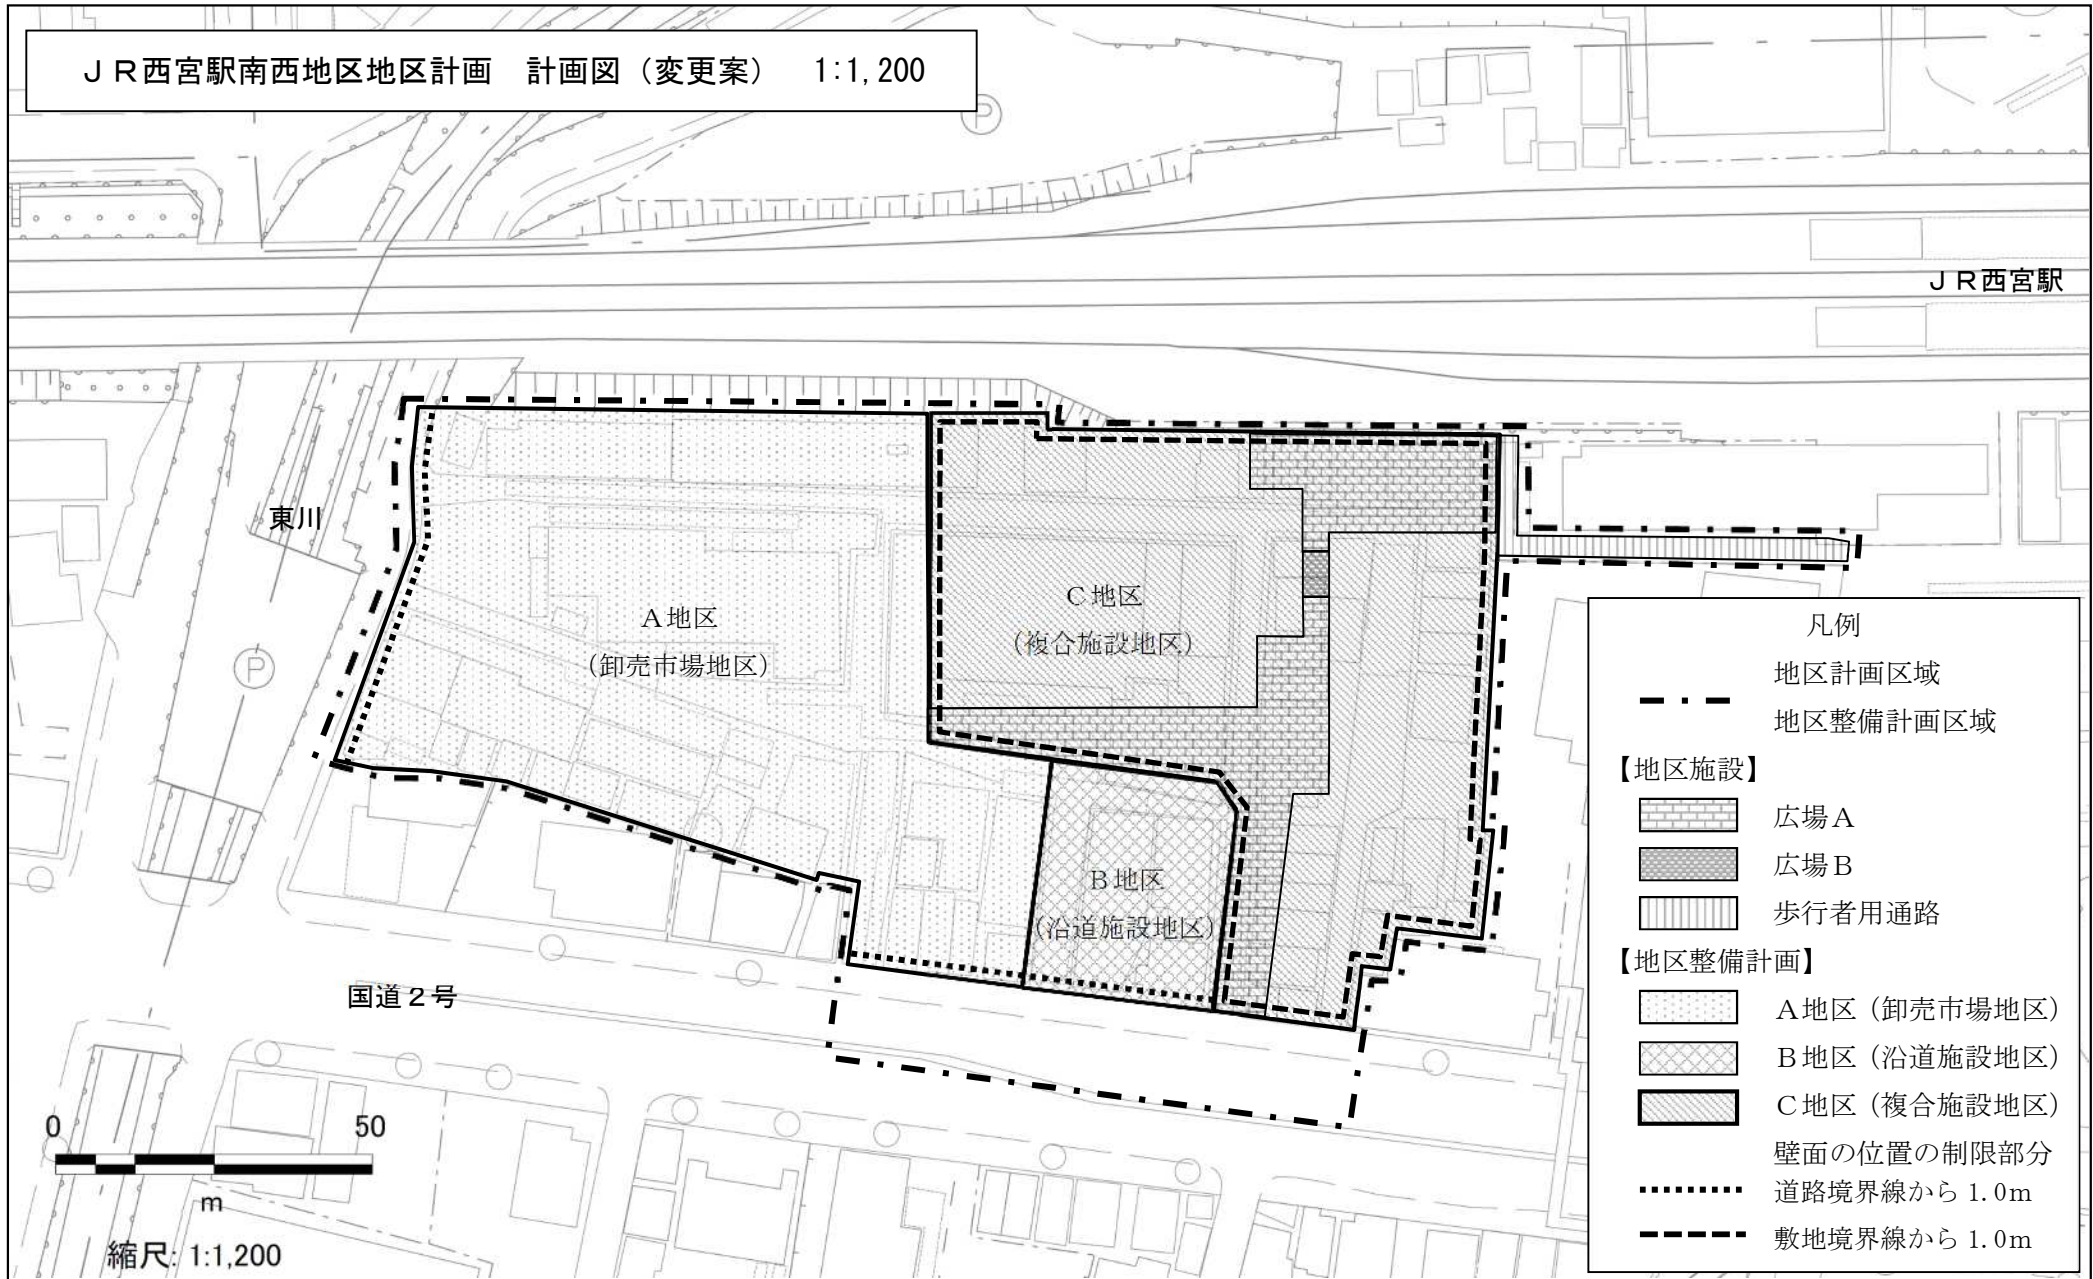 JR西宮駅南西地区地区計画　計画図（変更案）　1:1,200
P
JR西宮駅
東川
A地区
（卸売市場地区）
C地区
（複合施設地区）
P
B地区
（沿道施設地区）
国道2号
0 50
m
縮尺: 1:1,200
凡例
地区計画区域
地区整備計画区域
【地区施設】
広場A
広場B
歩行者用通路
【地区整備計画】
A地区（卸売市場地区）
B地区（沿道施設地区）
C地区（複合施設地区）
壁面の位置の制限部分
道路境界線から 1.0m
敷地境界線から 1.0m